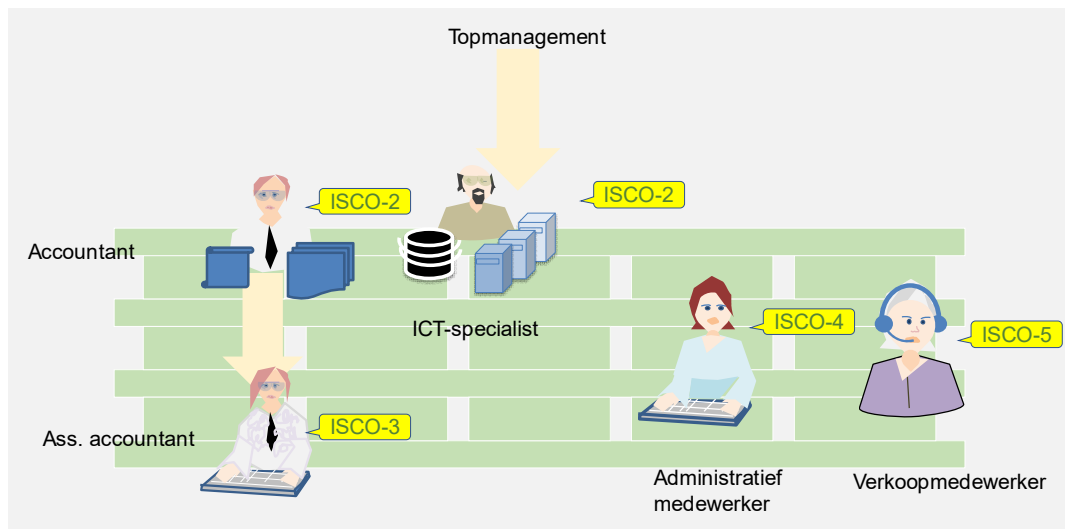 Topmanagement
ISCO-2
ISCO-2
Accountant
ICT-specialist
ISCO-4
ISCO-5
Ass. accountant
ISCO-3
Administratief
medewerker
Verkoopmedewerker